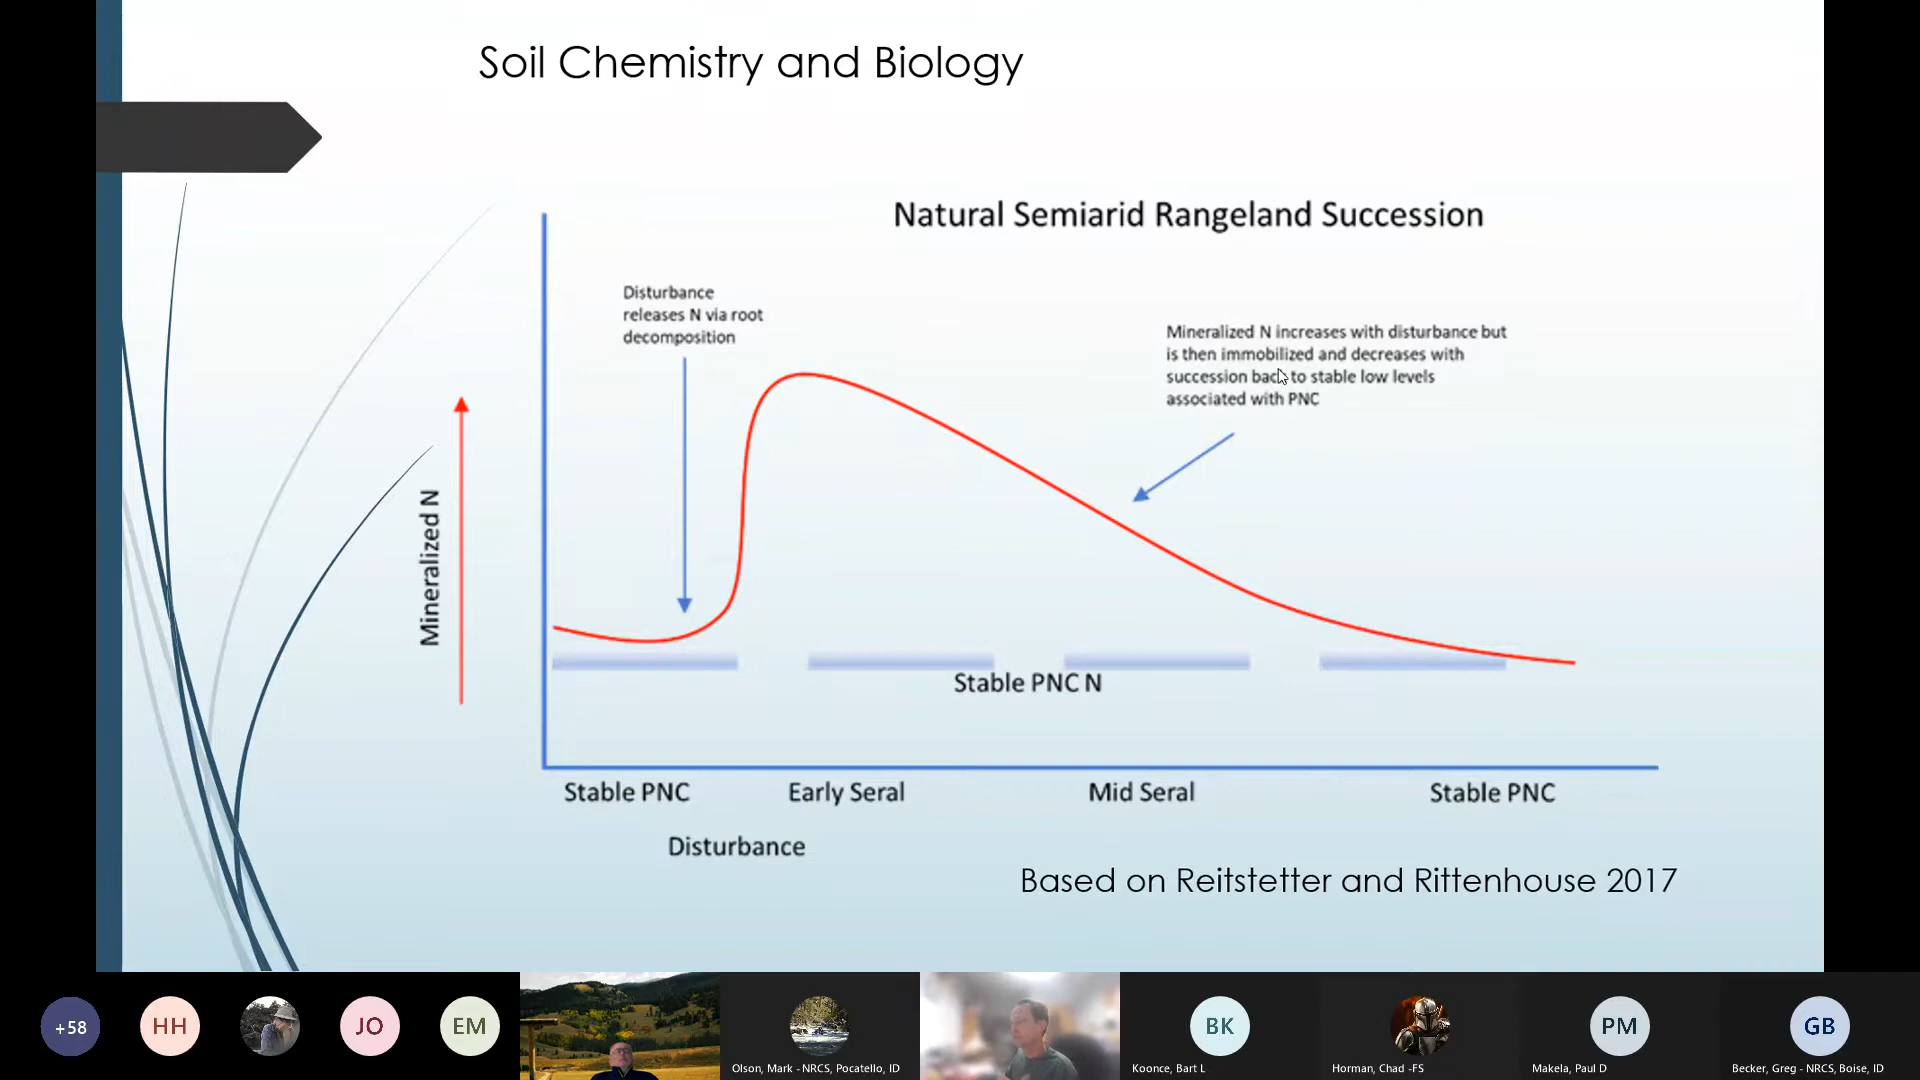 Soil Chemistry and Biology
Natural Semiarid Rangeland Succession
Disturbance
releases N via root
decomposition
Mineralized N increases with disturbance but
is then immobilized and decreases with
succession back to stable low levels
associated with PNC
Mineralized N
Stable PNC N
Stable PNC
Early Seral
Mid Seral
Stable PNC
Disturbance
Based on Reitstetter and Rittenhouse 2017
+58
HH
JO
EM
Olson, Mark - NRCS, Pocatello, ID
BK
Koonce, Bart L
Horman, Chad -FS
PM
Makela, Paul D
GB
Becker, Greg - NRCS, Boise, ID